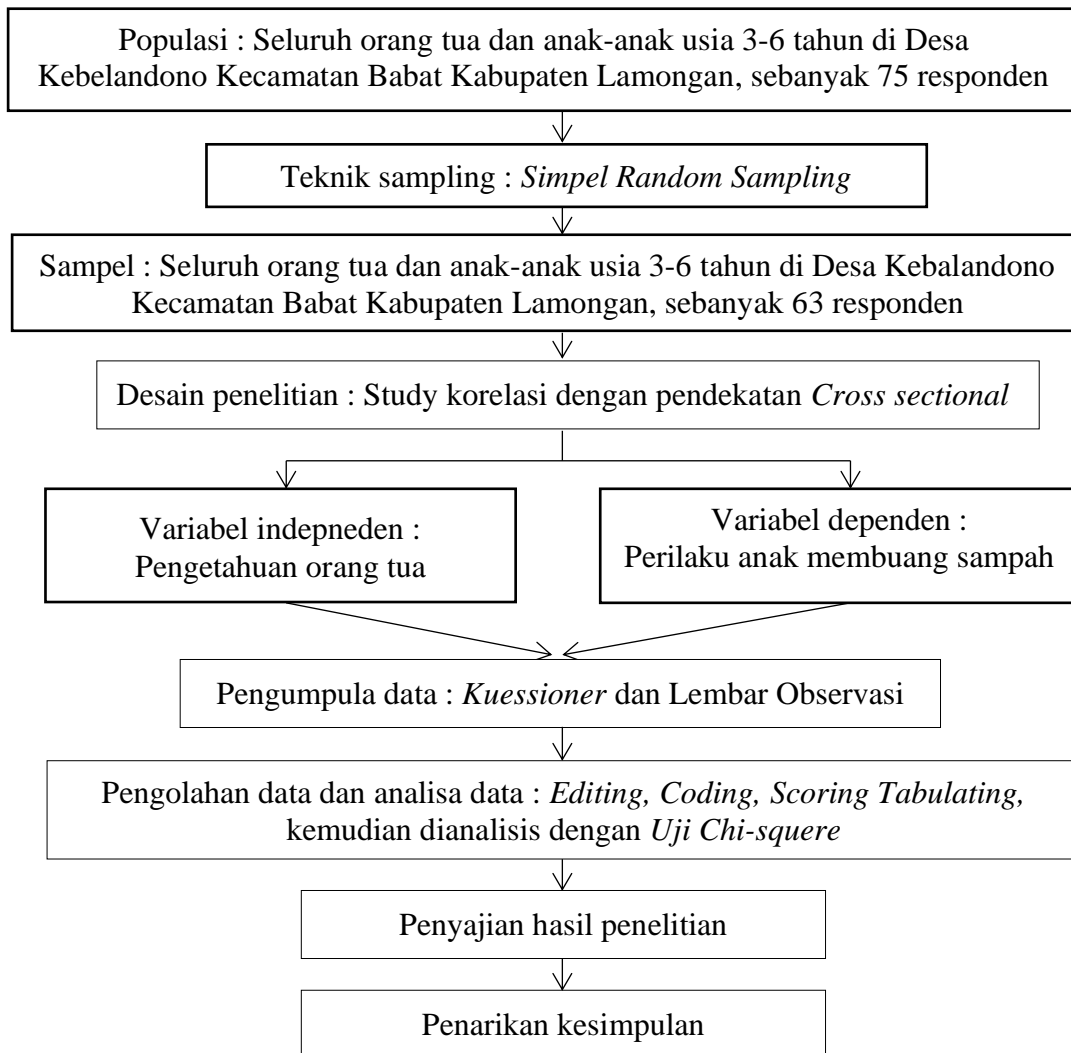 Populasi : Seluruh orang tua dan anak-anak usia 3-6 tahun di Desa
Kebelandono Kecamatan Babat Kabupaten Lamongan, sebanyak 75 responden
Teknik sampling : Simpel Random Sampling
Sampel : Seluruh orang tua dan anak-anak usia 3-6 tahun di Desa Kebalandono
Kecamatan Babat Kabupaten Lamongan, sebanyak 63 responden
Desain penelitian : Study korelasi dengan pendekatan Cross sectional
Variabel indepneden :
Pengetahuan orang tua
Variabel dependen :
Perilaku anak membuang sampah
Pengumpula data : Kuessioner dan Lembar Observasi
Pengolahan data dan analisa data : Editing, Coding, Scoring Tabulating,
kemudian dianalisis dengan Uji Chi-squere
Penyajian hasil penelitian
Penarikan kesimpulan